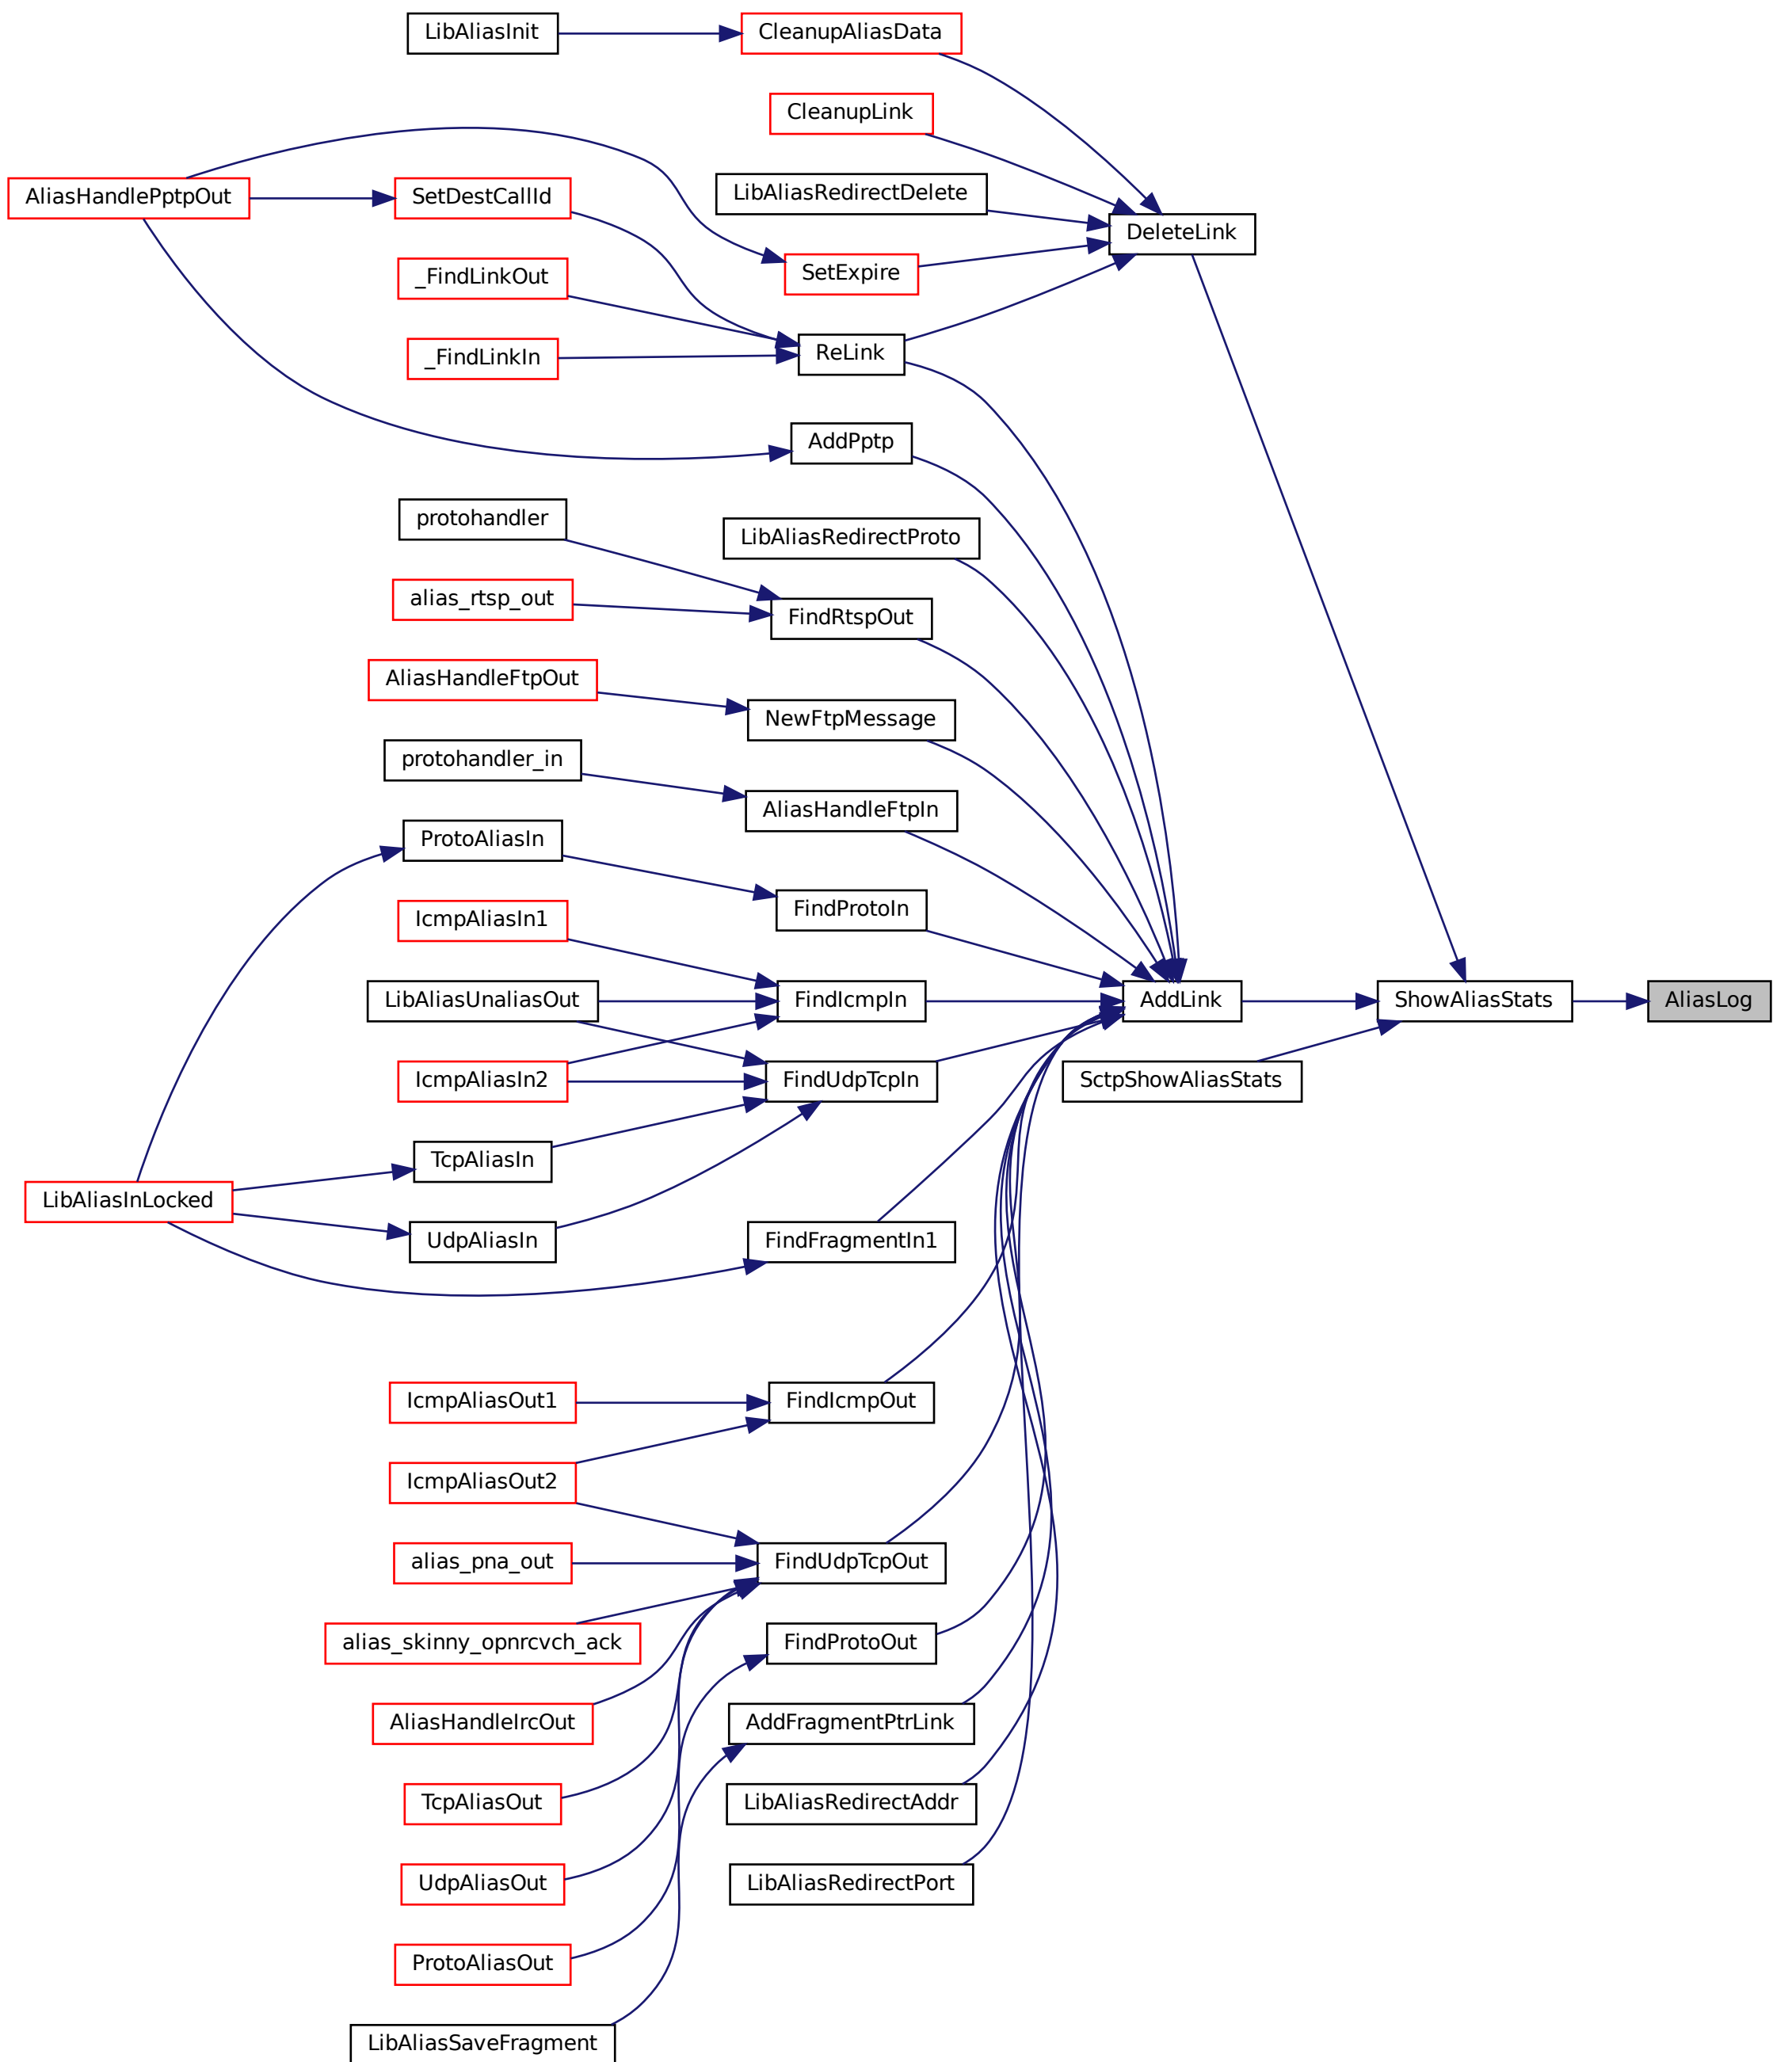 LibAliasInit
CleanupAliasData
CleanupLink
LibAliasRedirectDelete
AliasHandlePptpOut
SetDestCallId
DeleteLink
SetExpire
_FindLinkOut
ReLink
_FindLinkIn
AddPptp
protohandler
LibAliasRedirectProto
alias_rtsp_out
FindRtspOut
AliasHandleFtpOut
NewFtpMessage
protohandler_in
AliasHandleFtpIn
ProtoAliasIn
FindProtoIn
IcmpAliasIn1
LibAliasUnaliasOut
FindIcmpIn
AddLink
ShowAliasStats
AliasLog
IcmpAliasIn2
FindUdpTcpIn
SctpShowAliasStats
TcpAliasIn
LibAliasInLocked
UdpAliasIn
FindFragmentIn1
IcmpAliasOut1
FindIcmpOut
IcmpAliasOut2
alias_pna_out
FindUdpTcpOut
alias_skinny_opnrcvch_ack
FindProtoOut
AliasHandleIrcOut
AddFragmentPtrLink
TcpAliasOut
LibAliasRedirectAddr
UdpAliasOut
LibAliasRedirectPort
ProtoAliasOut
LibAliasSaveFragment